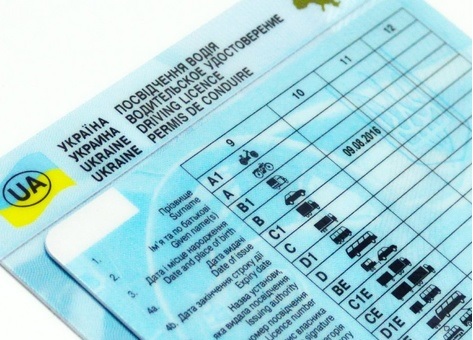 УКРАЇНА ПОСВІДЧЕННЯ ВОДІЯ
УКРАИНА ВОДИТЕЛЬСКОЕ УДОСТОВЕРЕНИЕ
UKRAINE DRIVING LICENCE
UKRAINE PERMIS DE CONDUIRE
UA
9 10 11 12
A1
A 09.08.2016
B1
B
C1
C
D1
D
BE
C1E
CE
1. Прізвище
Surname
2. Ім'я та по батькові
Given name(s)
3. Дата і місце народження
Date and place of birth
4a. Дата видачі
Date of issue
4b. Дата закінчення строку дії
Expiry date
Назва установи,
яка видала посвідчення
Issuing authority
Номер посвідчення
Licence number